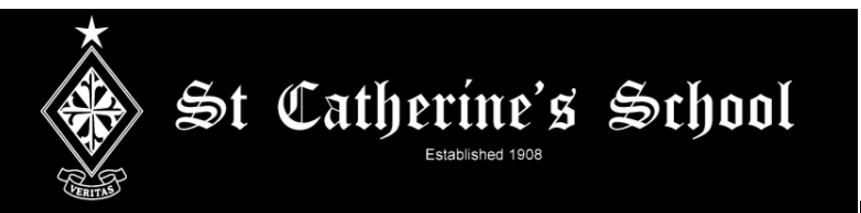 St Catherine's School
Established 1908
VERITAS